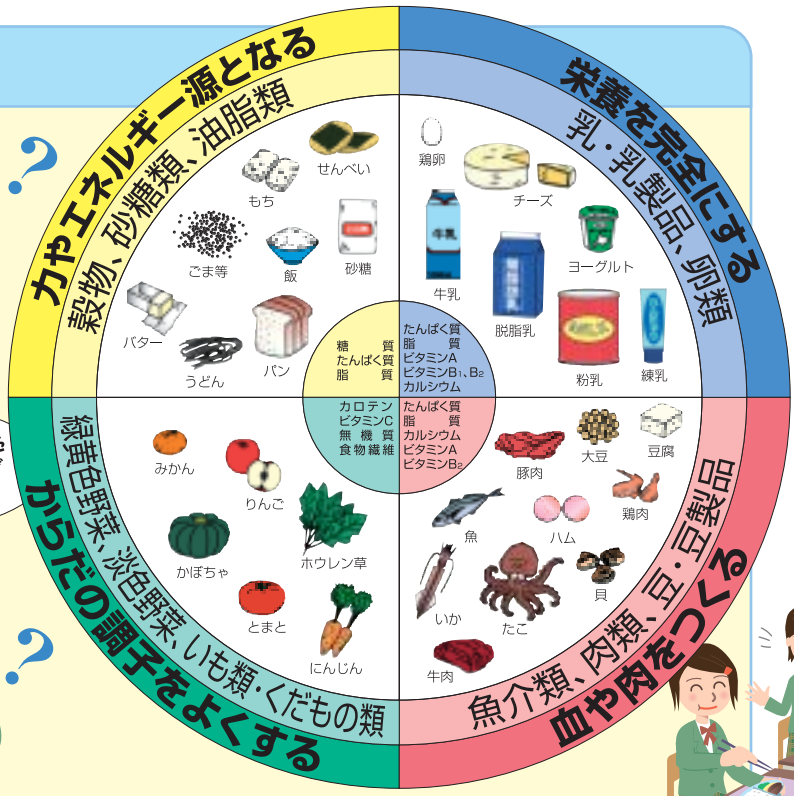 力やエネルギー源となる
穀物、砂糖類、油脂類
せんべい
もち
ごま等
飯
砂糖
バター
うどん
パン
糖質
たんぱく質
脂質
栄養を完全にする
乳・乳製品、卵類
鶏卵
チーズ
牛乳
牛乳
脱脂乳
ヨーグルト
粉乳
練乳
たんぱく質
脂質
ビタミンA
ビタミンB₁、B₂
カルシウム
からだの調子をよくする
緑黄色野菜、淡色野菜、いも類・くだもの類
カロテン
ビタミンC
無機質
食物繊維
みかん
りんご
かぼちゃ
ホウレン草
とまと
にんじん
血や肉をつくる
魚介類、肉類、豆・豆製品
たんぱく質
脂質
カルシウム
ビタミンA
ビタミンB₂
豚肉
大豆
豆腐
魚
ハム
鶏肉
いか
たこ
貝
牛肉
?
?